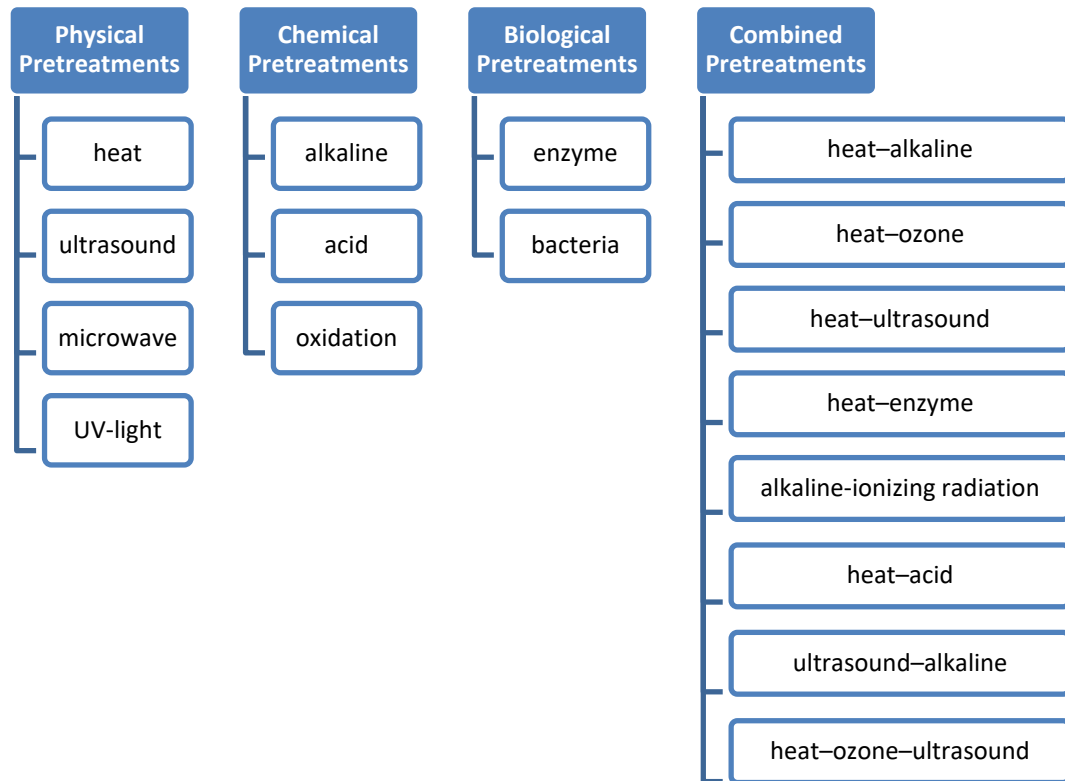 Physical
Pretreatments
heat
ultrasound
microwave
UV-light
Chemical
Pretreatments
alkaline
acid
oxidation
Biological
Pretreatments
enzyme
bacteria
Combined
Pretreatments
heat–alkaline
heat–ozone
heat–ultrasound
heat–enzyme
alkaline-ionizing radiation
heat–acid
ultrasound–alkaline
heat–ozone–ultrasound